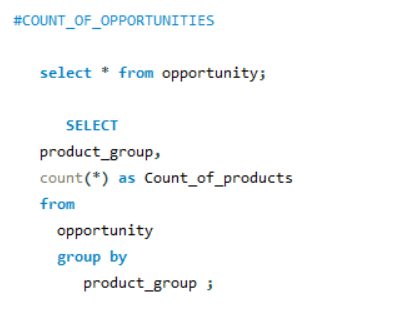 #COUNT_OF_OPPORTUNITIES
select * from opportunity;
SELECT
product_group,
count(*) as Count_of_products
from
opportunity
group by
product_group ;